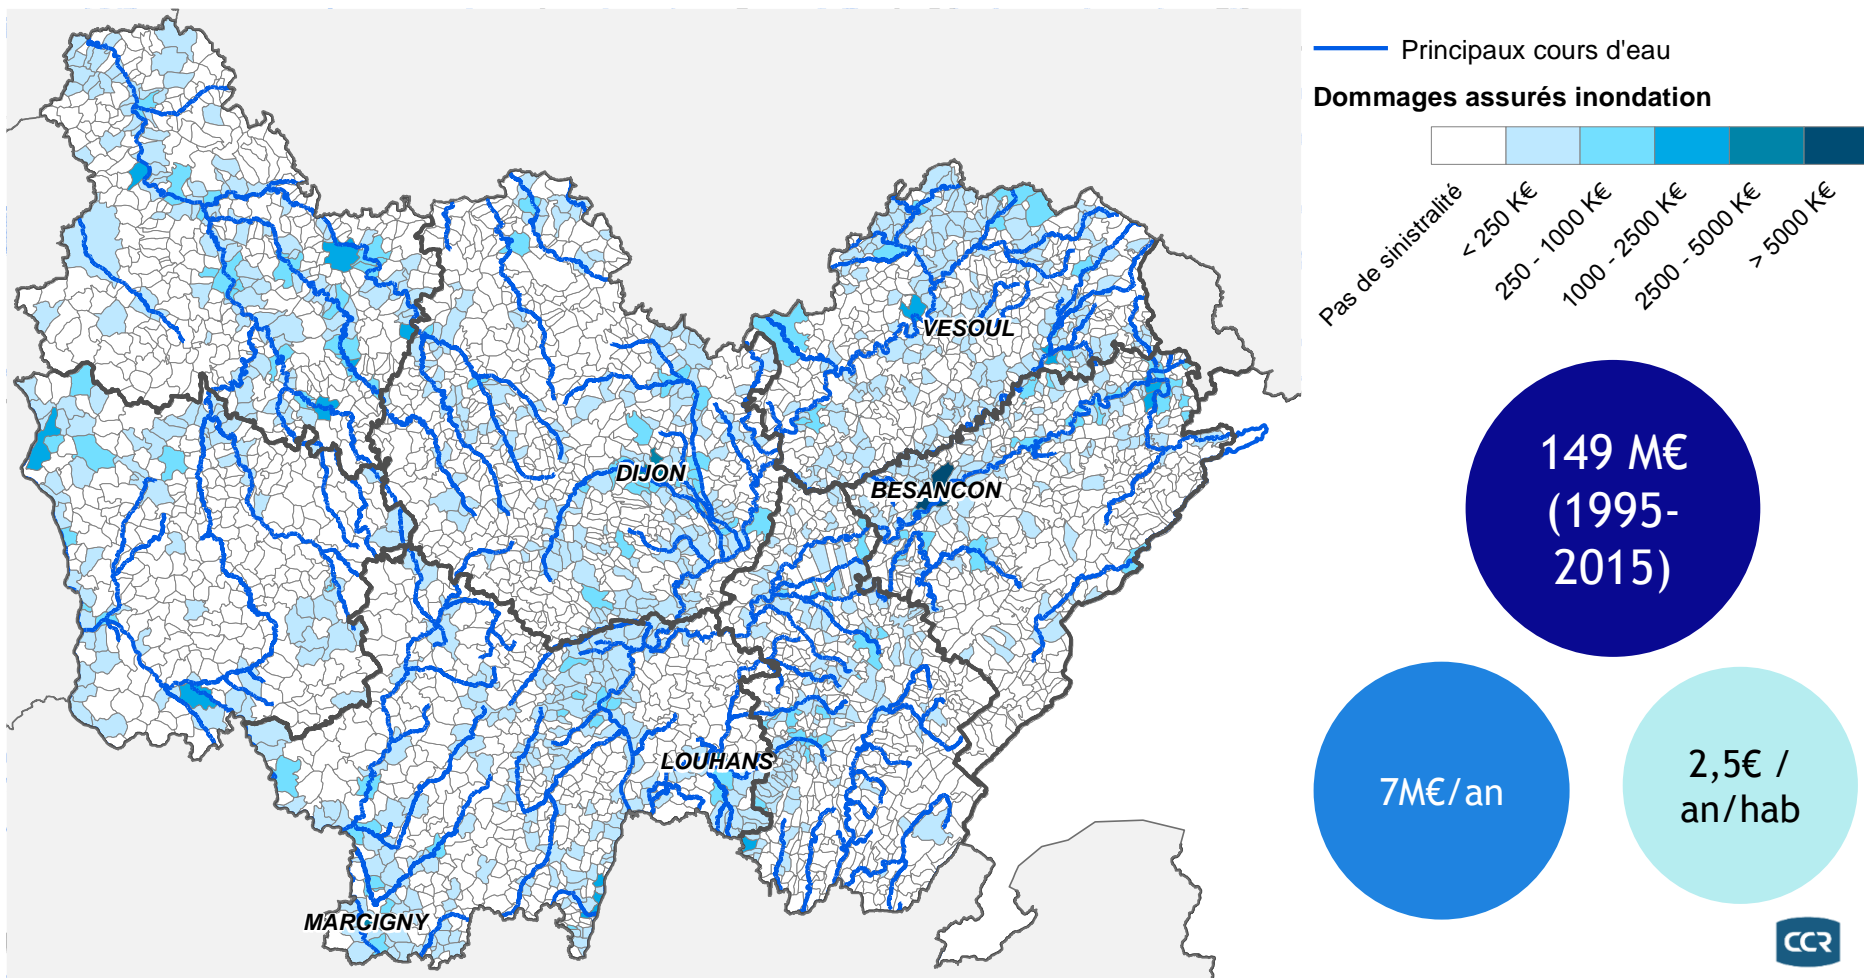 Principaux cours d'eau
Dommages assurés inondation
Pas de sinistralité
< 250 K€
250 - 1000 K€
1000 - 2500 K€
2500 - 5000 K€
> 5000 K€
VESOUL
DIJON
BESANCON
LOUHANS
MARCIGNY
149 M€
(1995-
2015)
7M€/an
2,5€ /
an/hab
CCR